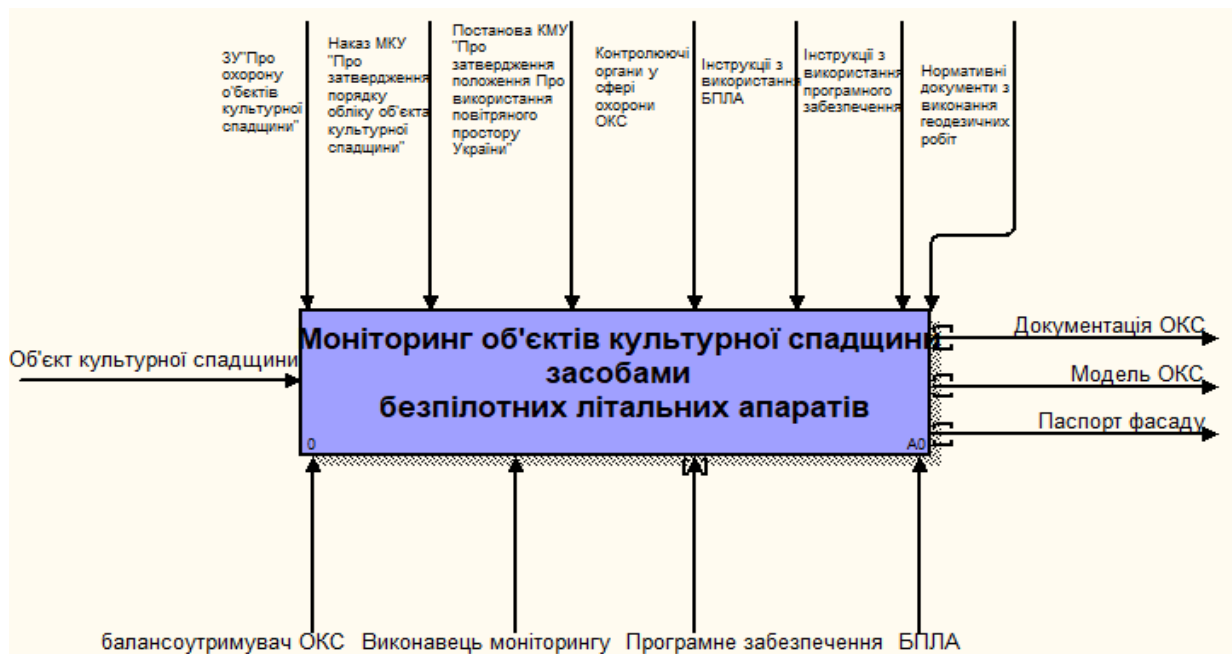 ЗУ"Про
охорону
о'бєктів
культурної
спадщини"
Наказ МКУ
"Про
затвердження
порядку
обліку об'єкта
культурної
спадщини"
Постанова КМУ
"Про
затвердження
положення Про
використання
повітряного
простору
України"
Контролюючі
органи у
сфері
охорони
ОКС
Інструкції з
використання
БПЛА
Інструкції з
використання
програмного
забезпечення
Нормативні
документи з
виконання
геодезичних
робіт
Об'єкт культурної спадщини
Моніторинг об'єктів культурної спадщини
засобами
безпілотних літальних апаратів
0
A0
Документація ОКС
Модель ОКС
Паспорт фасаду
балансоутримувач ОКС
Виконавець моніторингу
Програмне забезпечення
БПЛА